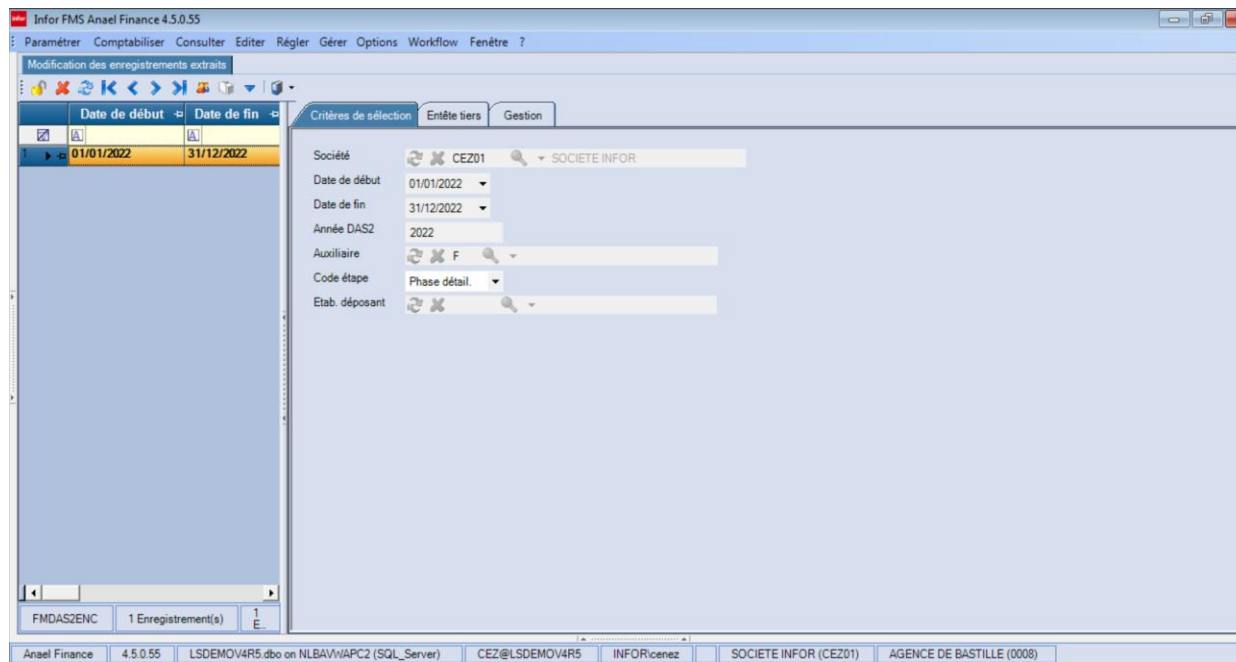 infor Infor FMS Anael Finance 4.5.0.55
Paramétrer Comptabiliser Consulter Editer Régler Gérer Options Workflow Fenêtre ?
Modification des enregistrements extraits
Date de début Date de fin
A A
1 01/01/2022 31/12/2022
Critères de sélection Entête tiers Gestion
Société CEZ01 SOCIETE INFOR
Date de début 01/01/2022
Date de fin 31/12/2022
Année DAS2 2022
Auxiliaire F
Code étape Phase détail.
Etab. déposant
FMDAS2ENC 1 Enregistrement(s) 1 E...
Anael Finance 4.5.0.55 LSDEMOV4R5.dbo on NLBAVWAPC2 (SQL_Server) CEZ@LSDEMOV4R5 INFOR\cenez SOCIETE INFOR (CEZ01) AGENCE DE BASTILLE (0008)